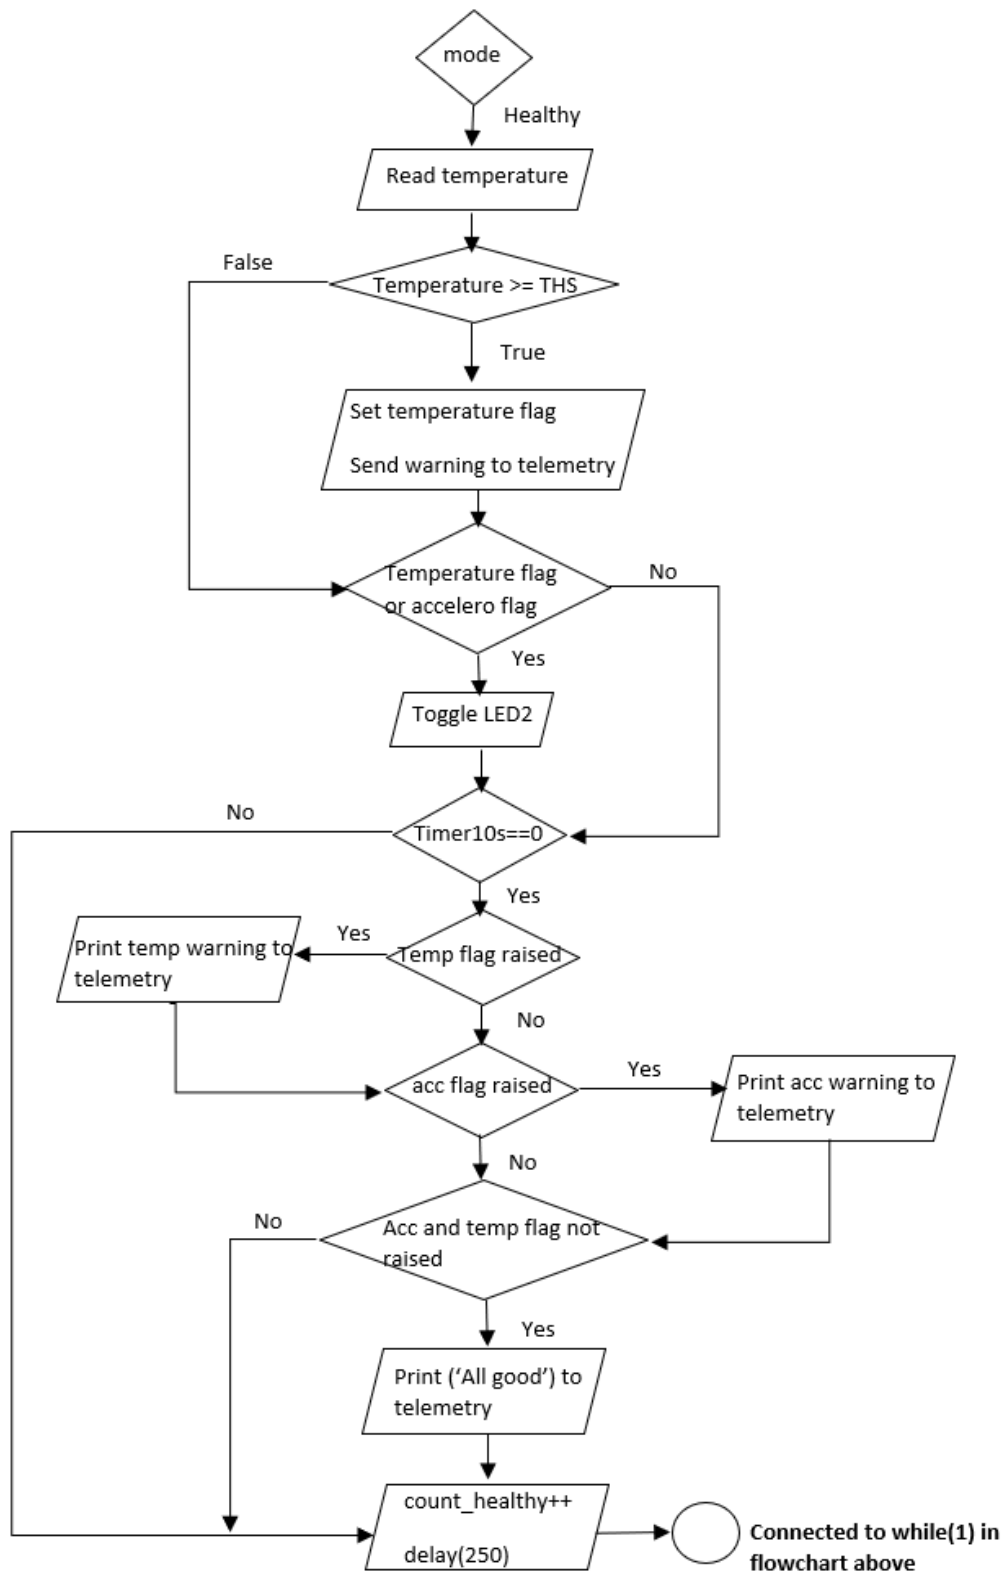 mode
Healthy
Read temperature
False
Temperature >= THS
True
Set temperature flag
Send warning to telemetry
Temperature flag
or accelero flag
No
Yes
Toggle LED2
No
Timer10s==0
Yes
Print temp warning to
telemetry
Yes
Temp flag raised
No
acc flag raised
Yes
Print acc warning to
telemetry
No
No
Acc and temp flag not
raised
Yes
Print (‘All good’) to
telemetry
count_healthy++
delay(250)
Connected to while(1) in
flowchart above